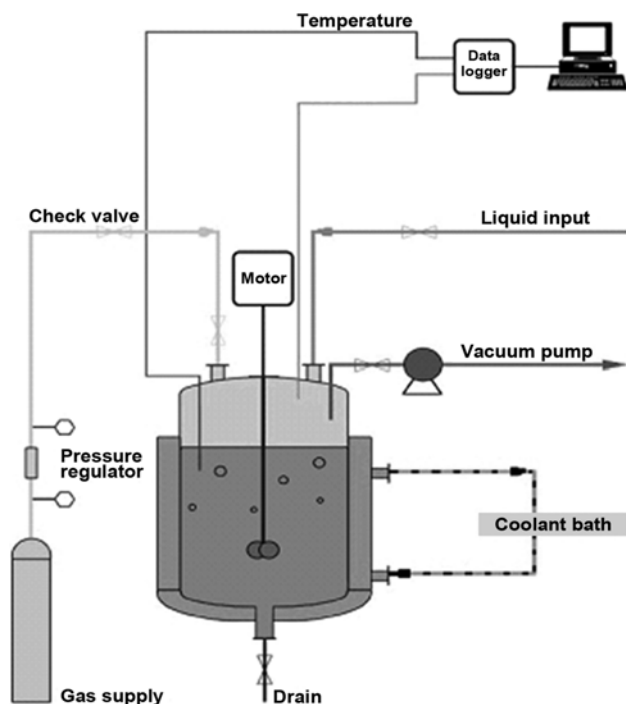 Temperature
Data
logger
Check valve
Liquid input
Motor
Vacuum pump
Pressure
regulator
Coolant bath
Gas supply
Drain